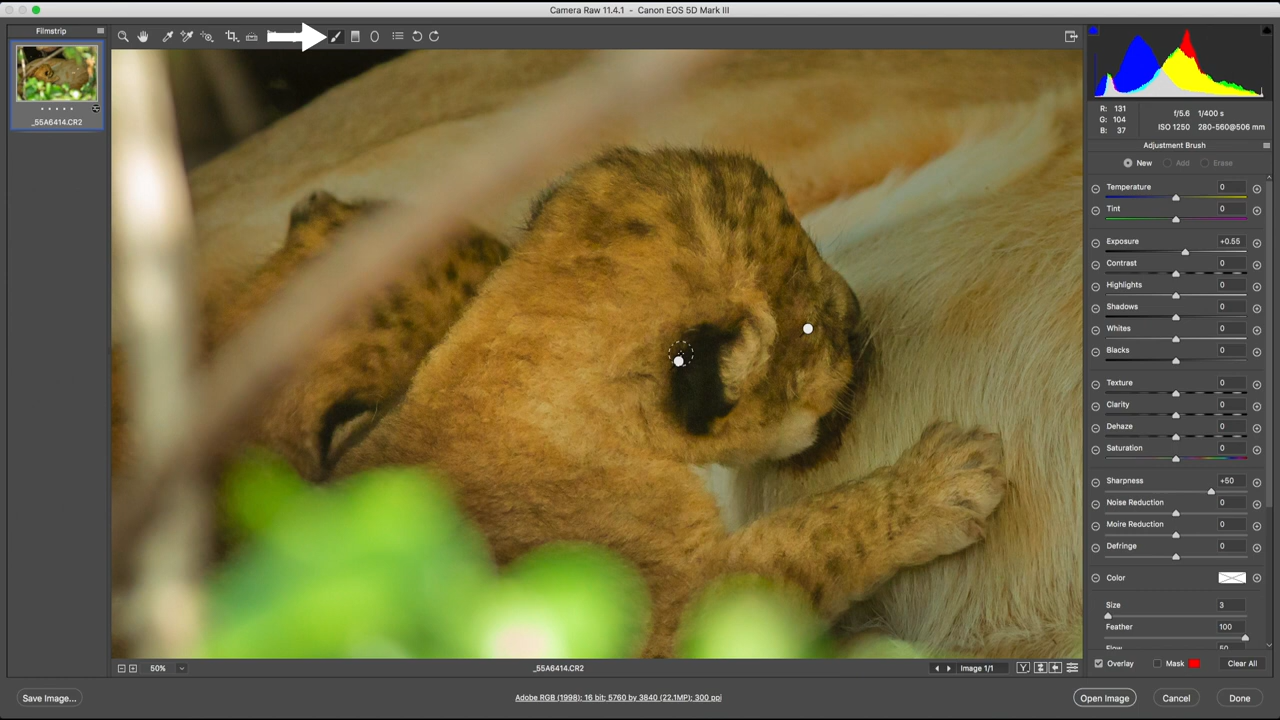 Camera Raw 11.4.1 - Canon EOS 5D Mark III
Filmstrip
_55A6414.CR2
R: 131
G: 104
B: 37
f/5.6 1/400 s
ISO 1250 280-560@506 mm
Adjustment Brush
New Add Erase
Temperature 0
Tint 0
Exposure +0.55
Contrast 0
Highlights 0
Shadows 0
Whites 0
Blacks 0
Texture 0
Clarity 0
Dehaze 0
Saturation 0
Sharpness +50
Noise Reduction 0
Moire Reduction 0
Defringe 0
Color
Size 3
Feather 100
Flow 50
50% _55A6414.CR2 Image 1/1 Y
Overlay Mask Clear All
Save Image... Adobe RGB (1998); 16 bit; 5760 by 3840 (22.1MP); 300 ppi Open Image Cancel Done